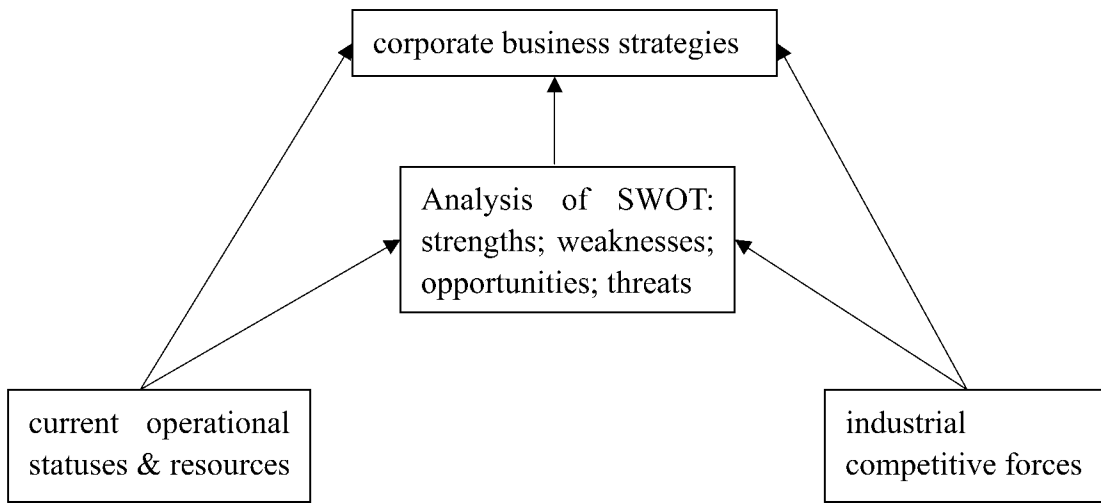 corporate business strategies
Analysis of SWOT:
strengths; weaknesses;
opportunities; threats
current operational
statuses & resources
industrial
competitive forces